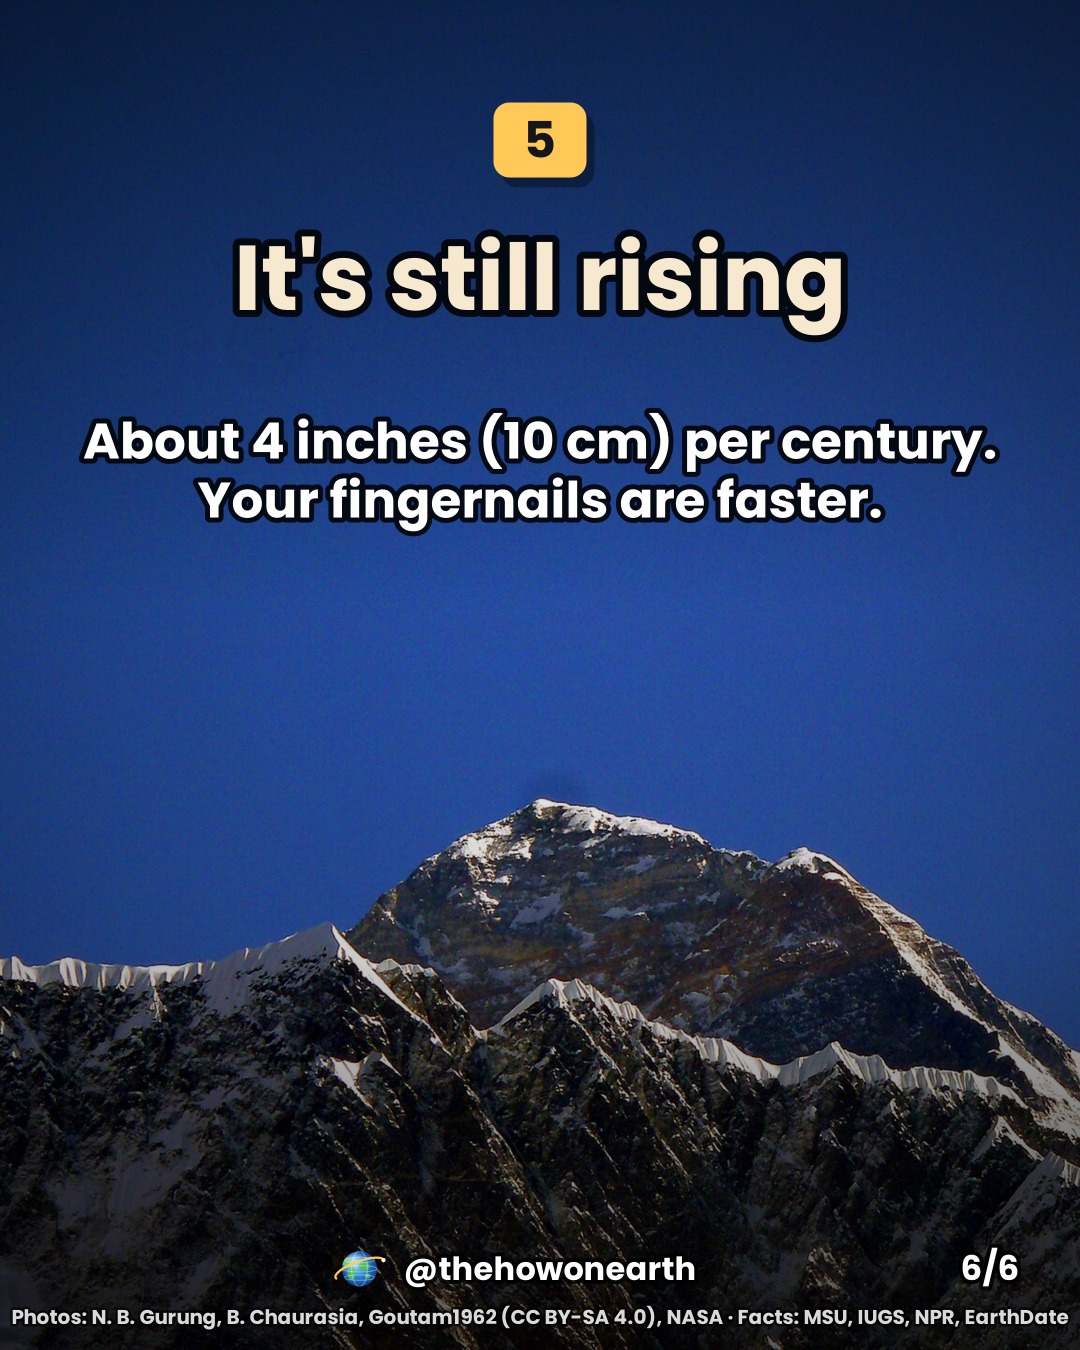 5
It's still rising
About 4 inches (10 cm) per century.
Your fingernails are faster.
@thehowonearth
6/6
Photos: N. B. Gurung, B. Chaurasia, Goutam1962 (CC BY-SA 4.0), NASA · Facts: MSU, IUGS, NPR, EarthDate